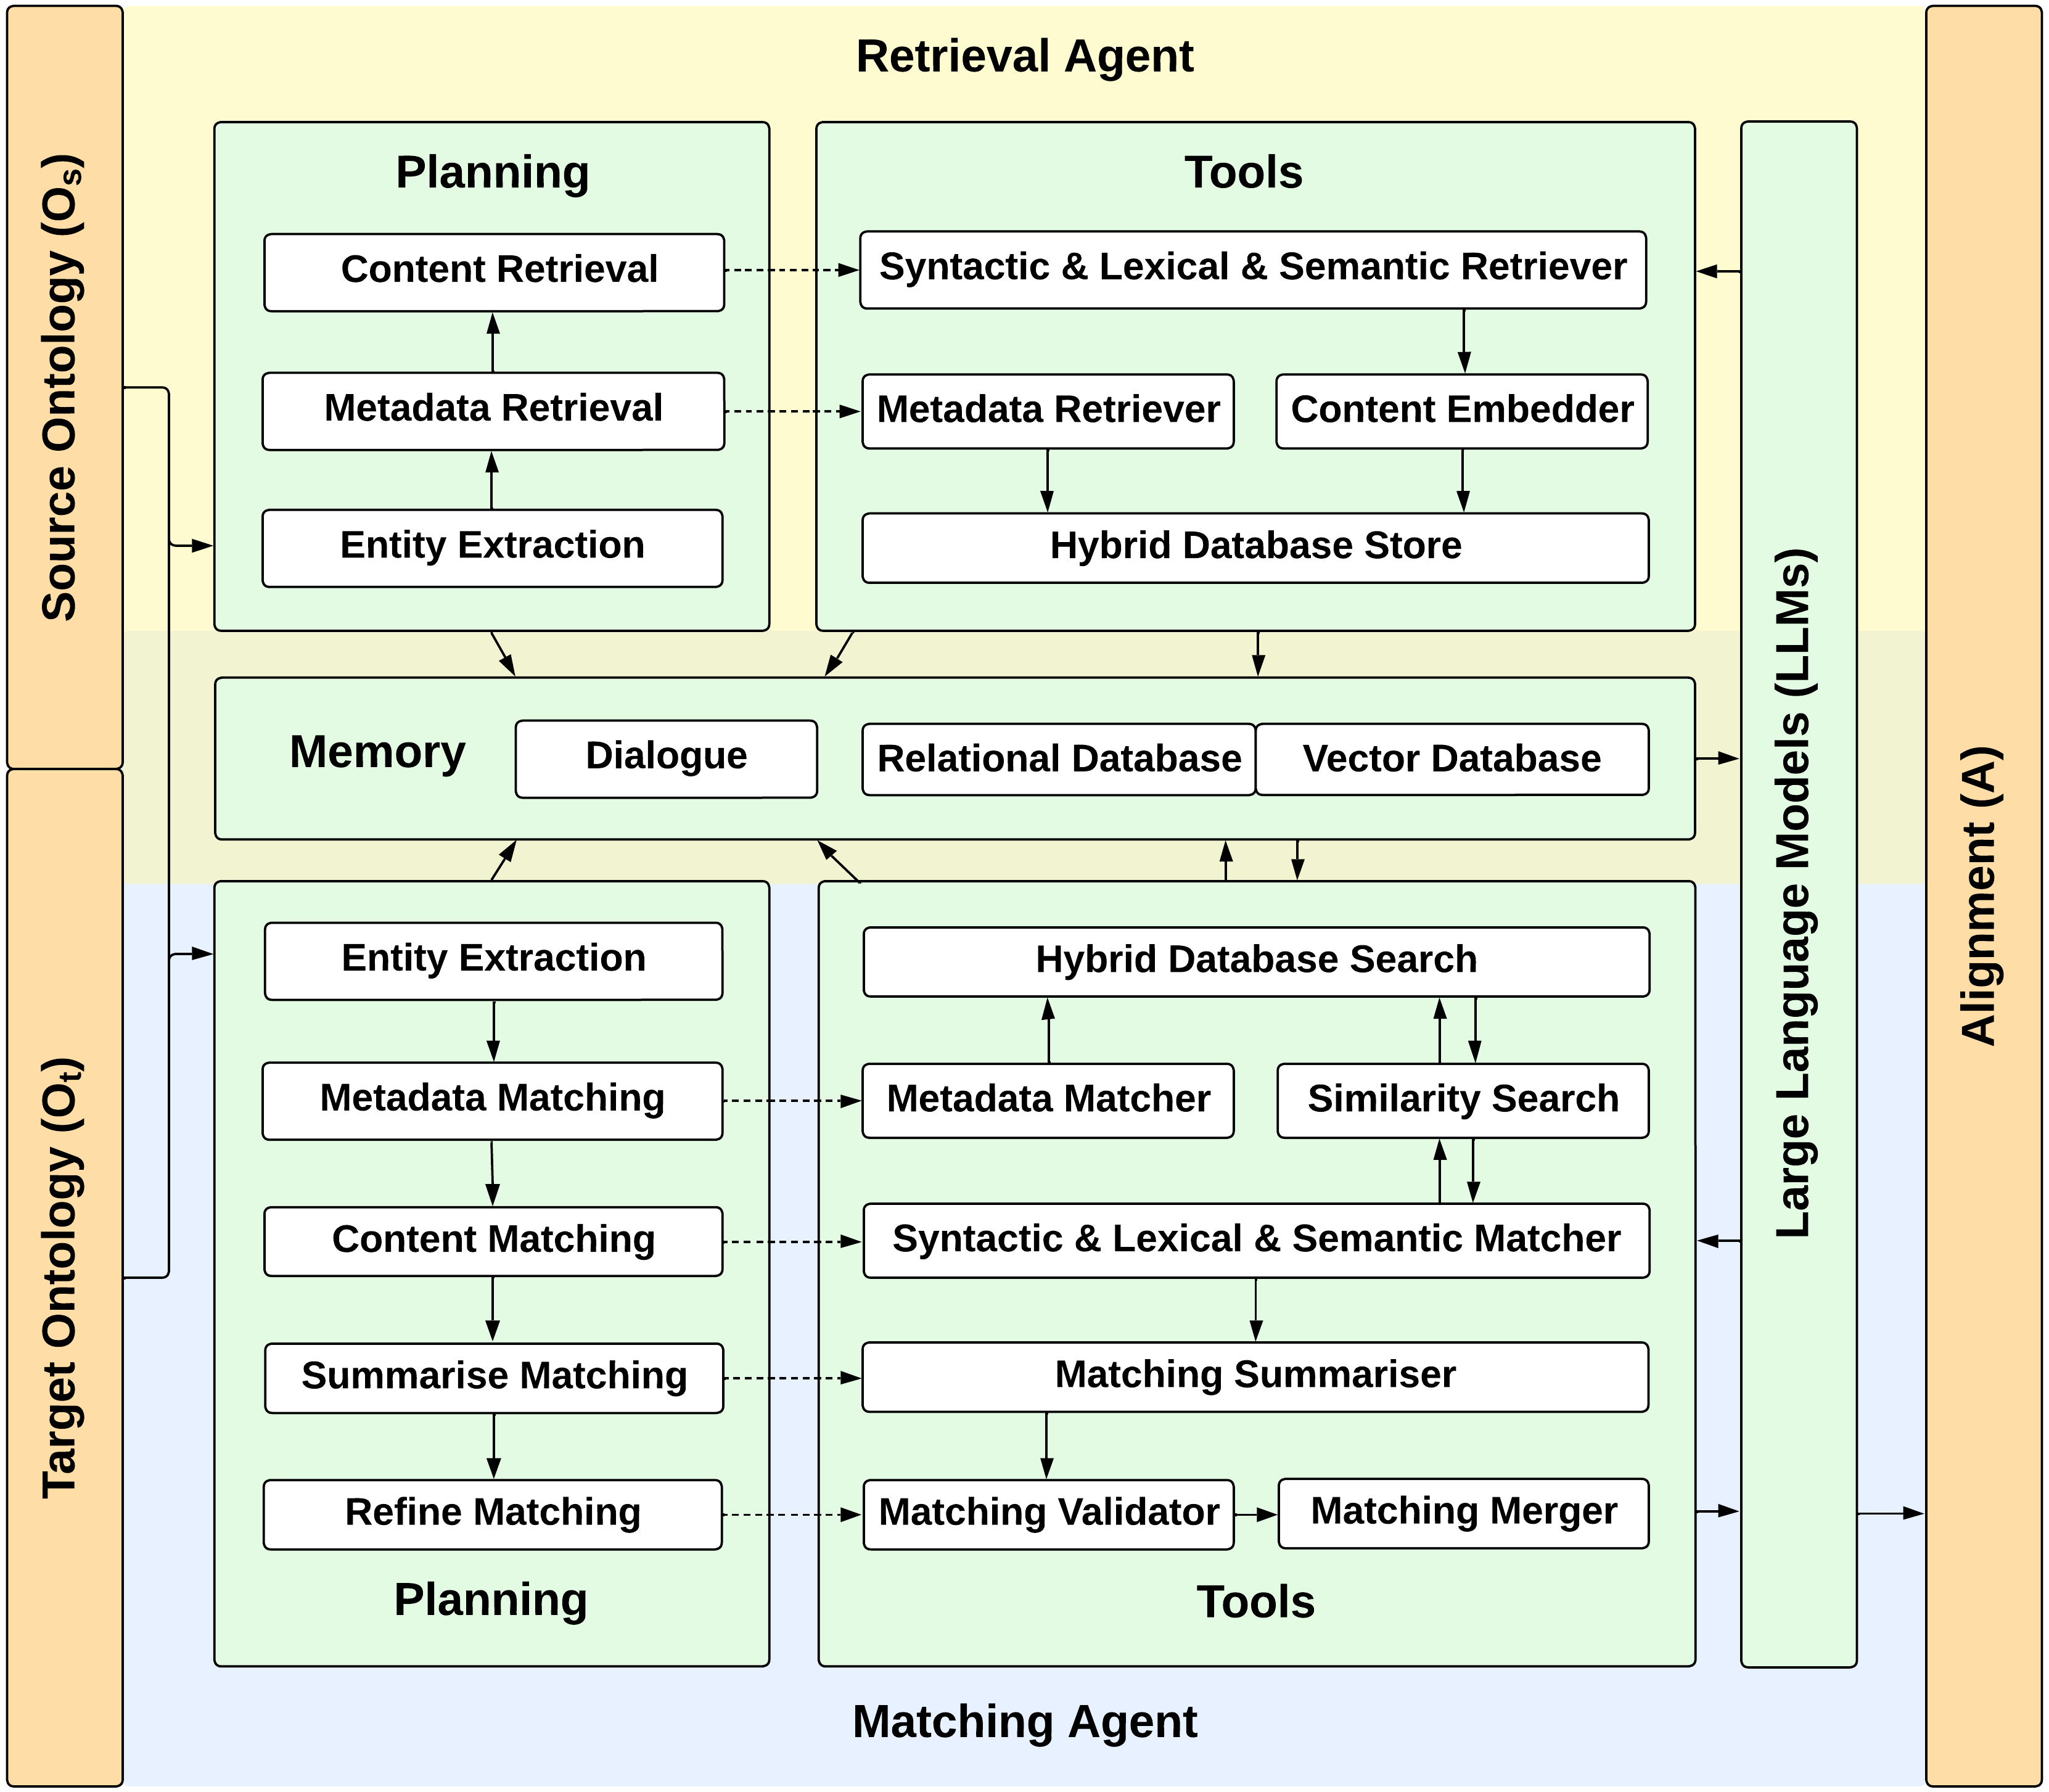 Retrieval Agent
Source Ontology (Oₛ)
Target Ontology (Oₜ)
Planning
Content Retrieval
Metadata Retrieval
Entity Extraction
Tools
Syntactic & Lexical & Semantic Retriever
Metadata Retriever
Content Embedder
Hybrid Database Store
Memory
Dialogue
Relational Database
Vector Database
Entity Extraction
Metadata Matching
Content Matching
Summarise Matching
Refine Matching
Planning
Hybrid Database Search
Metadata Matcher
Similarity Search
Syntactic & Lexical & Semantic Matcher
Matching Summariser
Matching Validator
Matching Merger
Tools
Large Language Models (LLMs)
Alignment (A)
Matching Agent